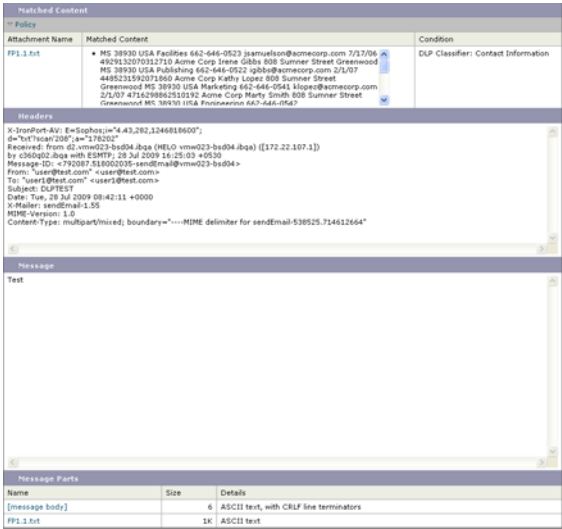 Matched Content
Policy
Attachment Name Matched Content Condition
FP1.1.txt • MS 38930 USA Facilities 662-646-0523 jsamuelson@acmecorp.com 7/17/06 DLP Classifier: Contact Information
4929132070312710 Acme Corp Irene Gibbs 808 Sumner Street Greenwood
MS 38930 USA Publishing 662-646-0522 igibbs@acmecorp.com 2/1/07
4485231592071860 Acme Corp Kathy Lopez 808 Sumner Street
Greenwood MS 38930 USA Marketing 662-646-0541 klopez@acmecorp.com
2/1/07 4716298862510192 Acme Corp Marty Smith 808 Sumner Street
Greenwood MS 38930 USA Engineering 662-646-0542
Headers
X-IronPort-AV: E=Sophos;i="4.43,282,1246818600";
d="txt'?scan'208";a="178202"
Received: from d2.vmw023-bsd04.ibqa (HELO vmw023-bsd04.ibqa) ([172.22.107.1])
by c360q02.ibqa with ESMTP; 28 Jul 2009 16:25:03 +0530
Message-ID: <792087.518002035-sendEmail@vmw023-bsd04>
From: "user@test.com" <user@test.com>
To: "user1@test.com" <user1@test.com>
Subject: DLPTEST
Date: Tue, 28 Jul 2009 08:42:11 +0000
X-Mailer: sendEmail-1.55
MIME-Version: 1.0
Content-Type: multipart/mixed; boundary="----MIME delimiter for sendEmail-538525.714612664"
Message
Test
Message Parts
Name Size Details
[message body] 6 ASCII text, with CRLF line terminators
FP1.1.txt 1K ASCII text